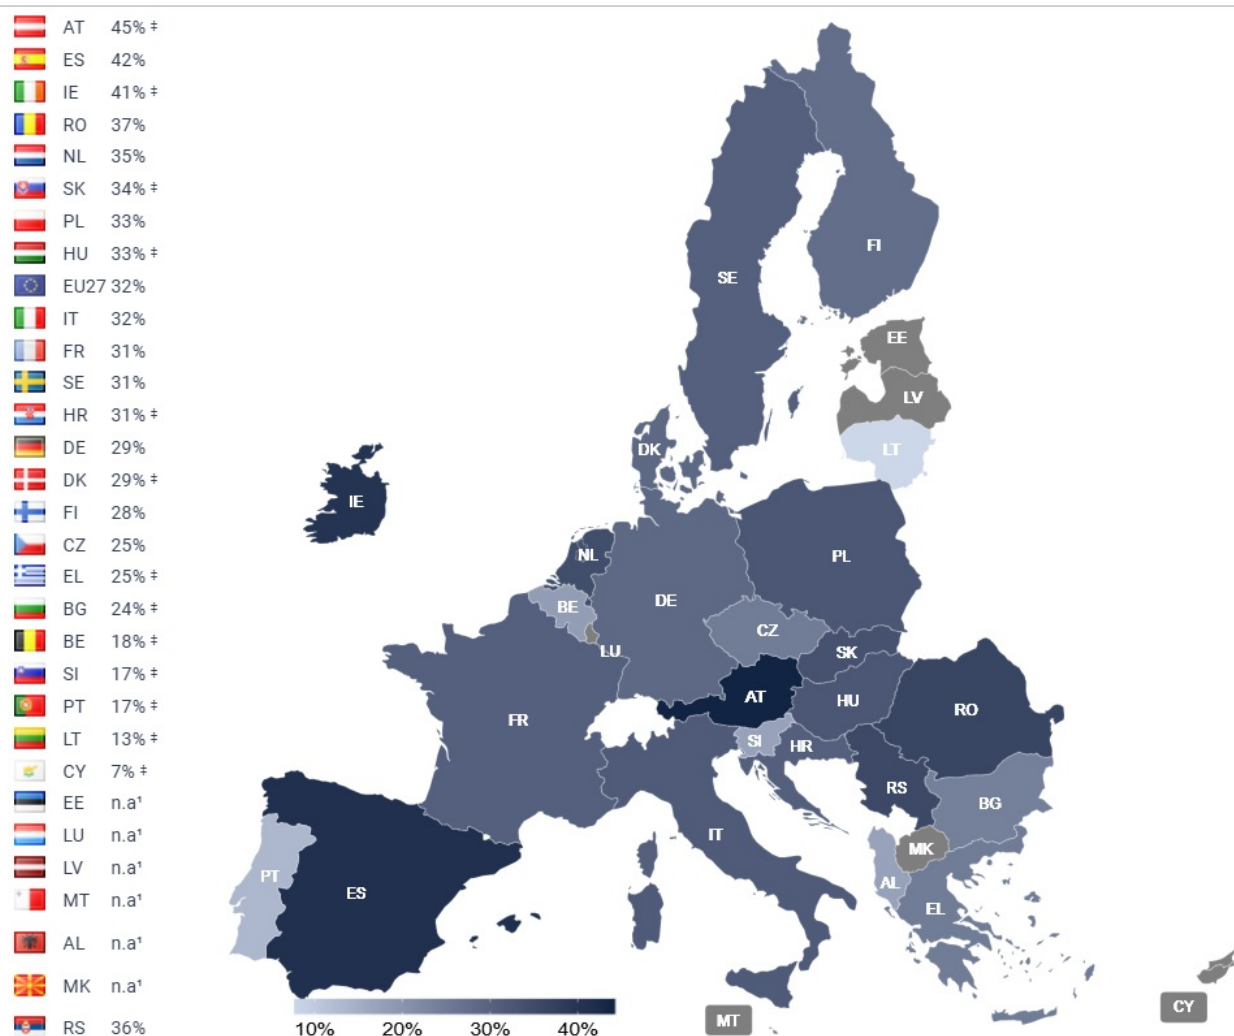 AT 45% ‡
ES 42%
IE 41% ‡
RO 37%
NL 35%
SK 34% ‡
PL 33%
HU 33% ‡
EU27 32%
IT 32%
FR 31%
SE 31%
HR 31% ‡
DE 29%
DK 29% ‡
FI 28%
CZ 25%
EL 25% ‡
BG 24% ‡
BE 18% ‡
SI 17% ‡
PT 17% ‡
LT 13% ‡
CY 7% ‡
EE n.a¹
LU n.a¹
LV n.a¹
MT n.a¹
AL n.a¹
MK n.a¹
RS 36%
FI
SE
EE
LV
DK
LT
IE
NL
PL
BE
DE
CZ
LU
SK
AT
HU
FR
RO
SI
HR
RS
BG
IT
MK
PT
AL
ES
EL
CY
MT
10% 20% 30% 40%